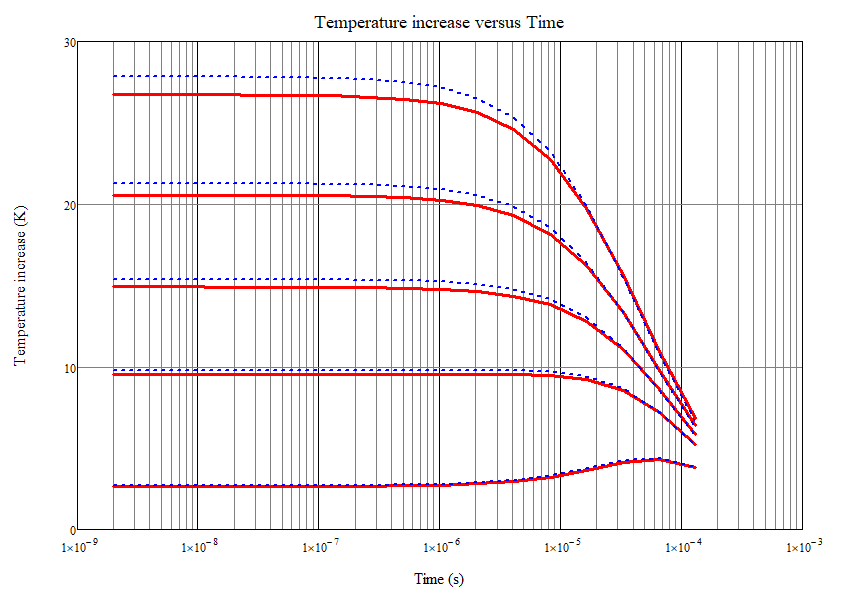 Temperature increase versus Time
30
20
10
0
Temperature increase (K)
1×10⁻⁹ 1×10⁻⁸ 1×10⁻⁷ 1×10⁻⁶ 1×10⁻⁵ 1×10⁻⁴ 1×10⁻³
Time (s)